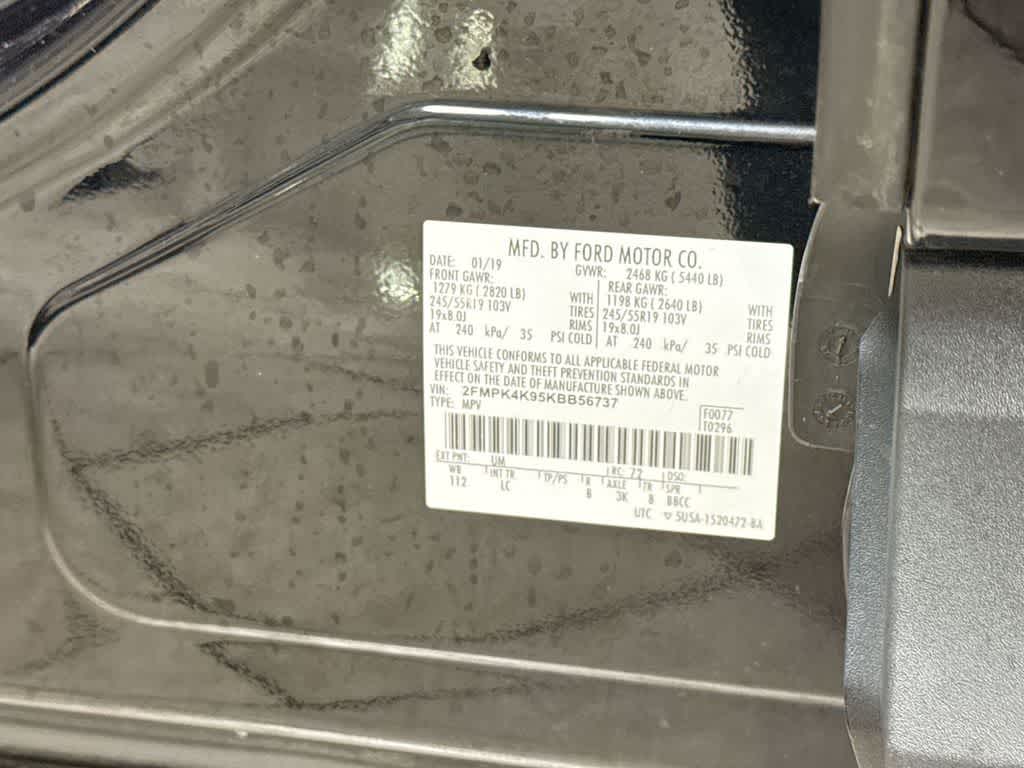 MFD. BY FORD MOTOR CO.
DATE: 01/19 GVWR: 2468 KG ( 5440 LB)
FRONT GAWR: REAR GAWR:
1279 KG ( 2820 LB) WITH 1198 KG ( 2640 LB) WITH
245/55R19 103V TIRES 245/55R19 103V TIRES
19x8.0J RIMS 19x8.0J RIMS
AT 240 kPa/ 35 PSI COLD AT 240 kPa/ 35 PSI COLD
THIS VEHICLE CONFORMS TO ALL APPLICABLE FEDERAL MOTOR
VEHICLE SAFETY AND THEFT PREVENTION STANDARDS IN
EFFECT ON THE DATE OF MANUFACTURE SHOWN ABOVE.
VIN: 2FMPK4K95KBB56737 F0077
TYPE: MPV T0296
EXT PNT: UM RC: 72 DSO:
WB INT TR TP/PS R AXLE TR SPR
112 LC B 3K 8 BBCC
UTC ▽ 5USA-1520472-BA